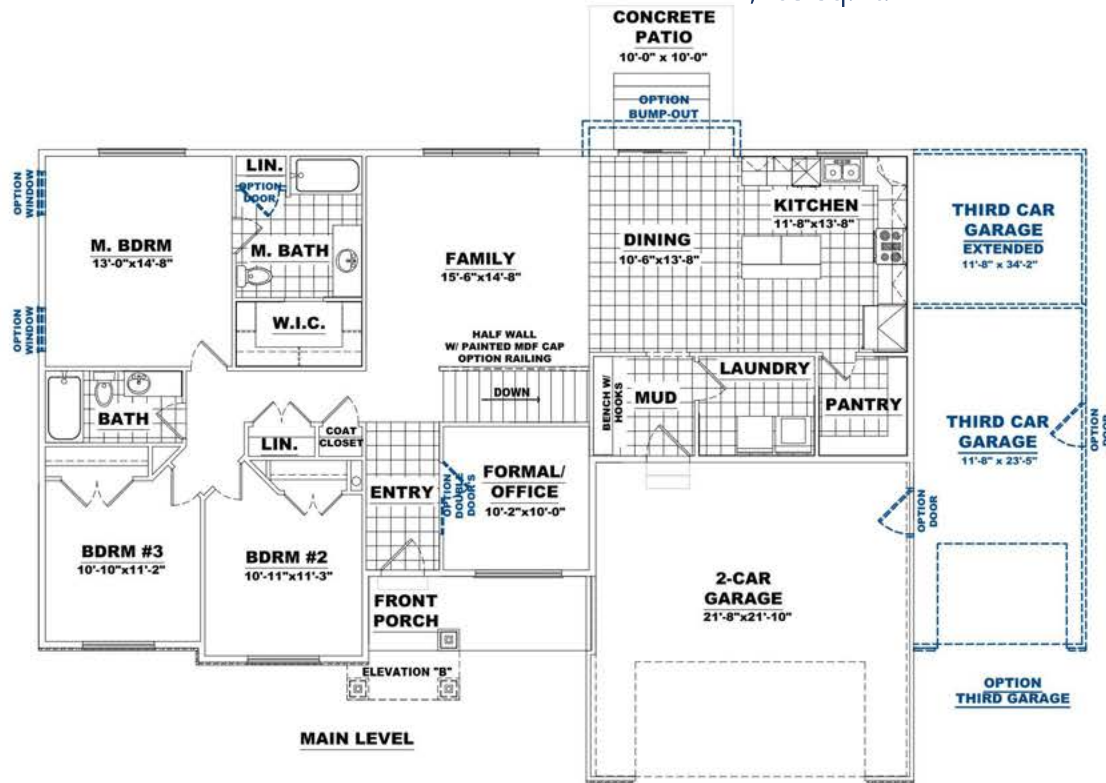 CONCRETE
PATIO
10'-0" x 10'-0"
OPTION
BUMP-OUT
OPTION
WINDOW
LIN.
OPTION
DOOR
M. BDRM
13'-0"x14'-8"
M. BATH
FAMILY
15'-6"x14'-8"
DINING
10'-6"x13'-8"
KITCHEN
11'-8"x13'-8"
THIRD CAR
GARAGE
EXTENDED
11'-8" x 34'-2"
OPTION
WINDOW
W.I.C.
HALF WALL
W/ PAINTED MDF CAP
OPTION RAILING
DOWN
BENCH W/
HOOKS
MUD
LAUNDRY
PANTRY
THIRD CAR
GARAGE
11'-8" x 23'-5"
OPTION
DOOR
BATH
LIN.
COAT
CLOSET
ENTRY
OPTION
DOUBLE
DOOR'S
FORMAL/
OFFICE
10'-2"x10'-0"
OPTION
DOOR
BDRM #3
10'-10"x11'-2"
BDRM #2
10'-11"x11'-3"
2-CAR
GARAGE
21'-8"x21'-10"
FRONT
PORCH
ELEVATION "B"
OPTION
THIRD GARAGE
MAIN LEVEL